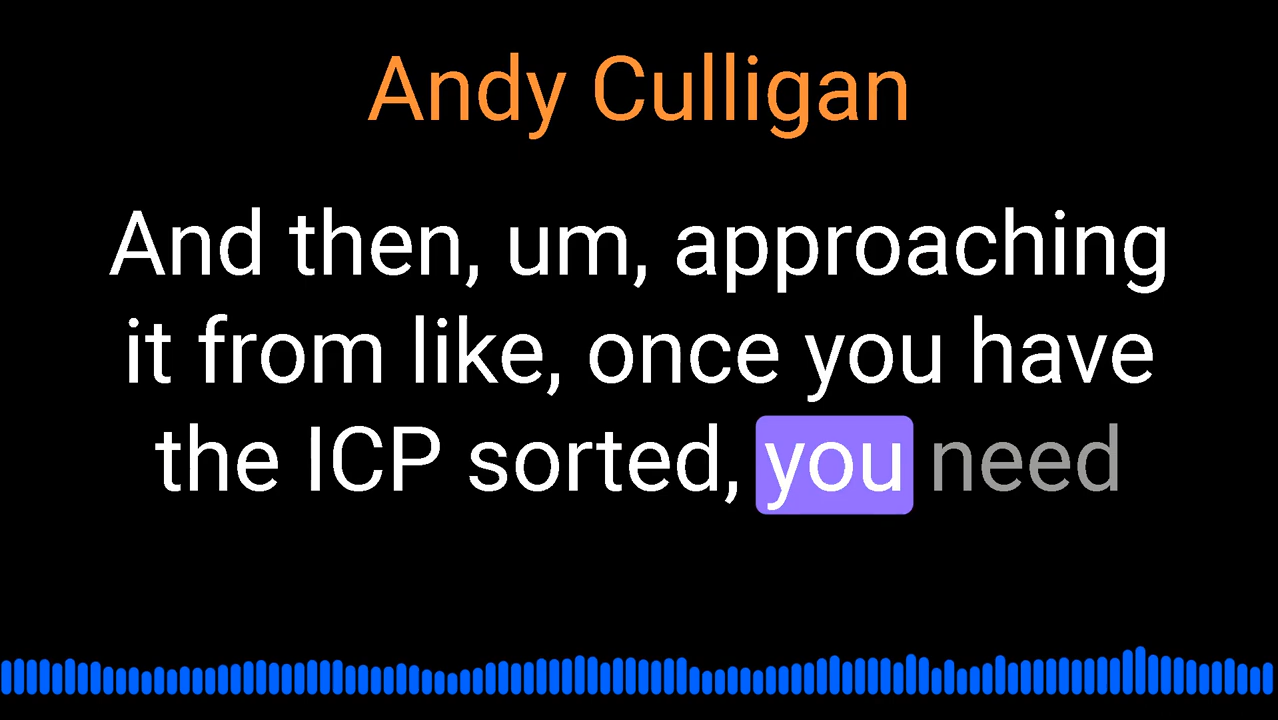 Andy Culligan
And then, um, approaching
it from like, once you have
the ICP sorted, you need